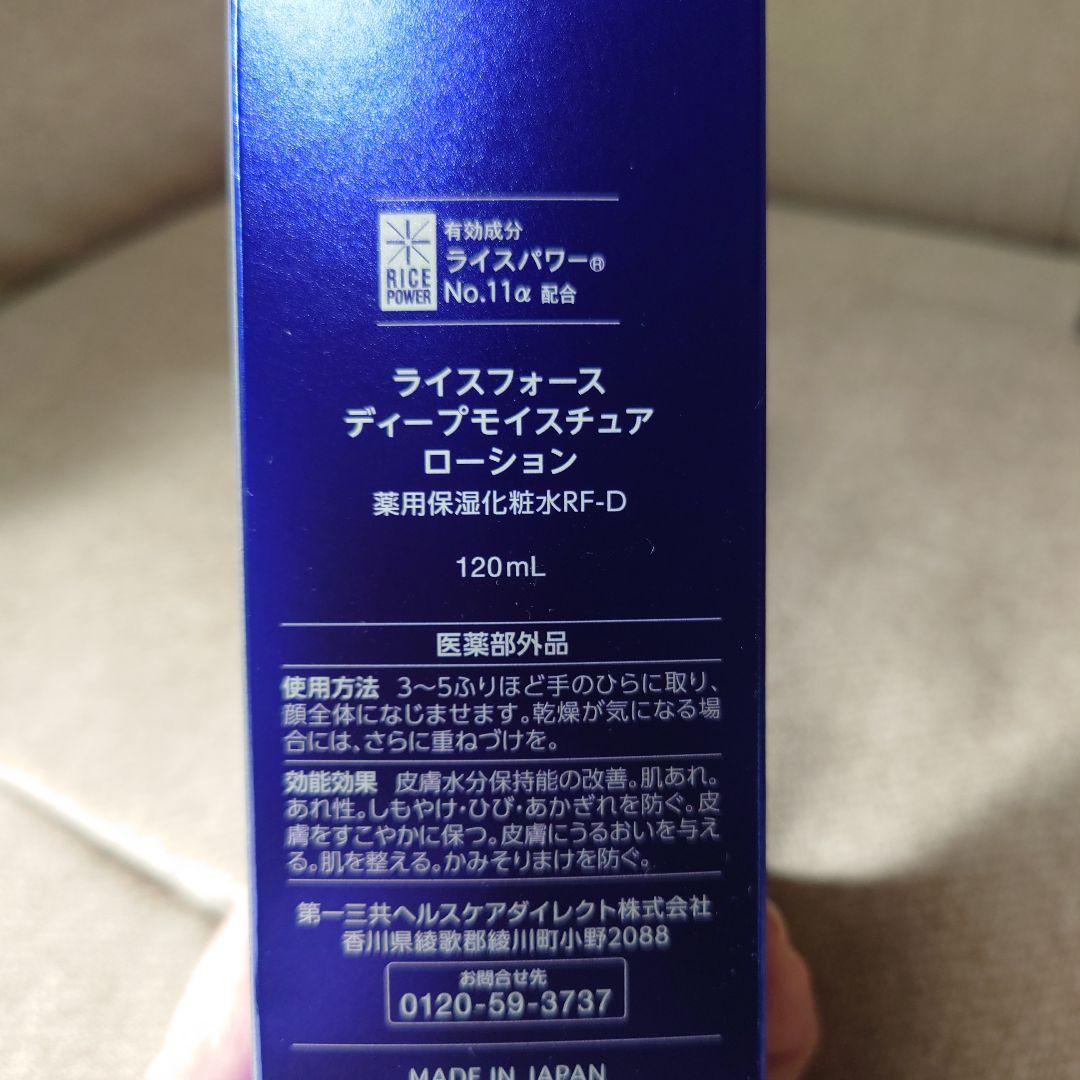 RICE
POWER
有効成分
ライスパワー®
No.11α 配合
ライスフォース
ディープモイスチュア
ローション
薬用保湿化粧水RF-D
120mL
医薬部外品
使用方法 3〜5ふりほど手のひらに取り、
顔全体になじませます。乾燥が気になる場
合には、さらに重ねづけを。
効能効果 皮膚水分保持能の改善。肌あれ。
あれ性。しもやけ・ひび・あかぎれを防ぐ。皮
膚をすこやかに保つ。皮膚にうるおいを与え
る。肌を整える。かみそりまけを防ぐ。
第一三共ヘルスケアダイレクト株式会社
香川県綾歌郡綾川町小野2088
お問合せ先
0120-59-3737
MADE IN JAPAN